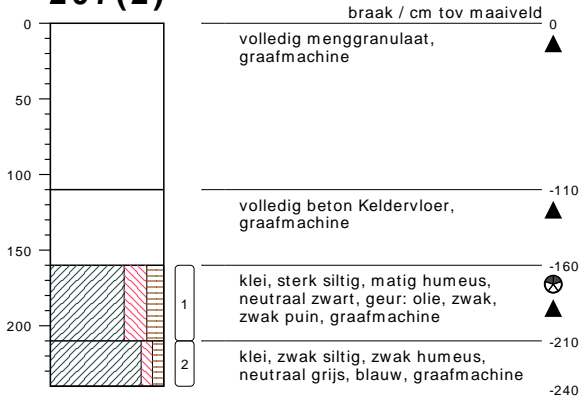 braak / cm tov maaiveld
0
0
volledig menggranulaat,
graafmachine
50
100
-110
volledig beton Keldervloer,
graafmachine
150
-160
klei, sterk siltig, matig humeus,
neutraal zwart, geur: olie, zwak,
zwak puin, graafmachine
1
200
-210
klei, zwak siltig, zwak humeus,
neutraal grijs, blauw, graafmachine
2
-240